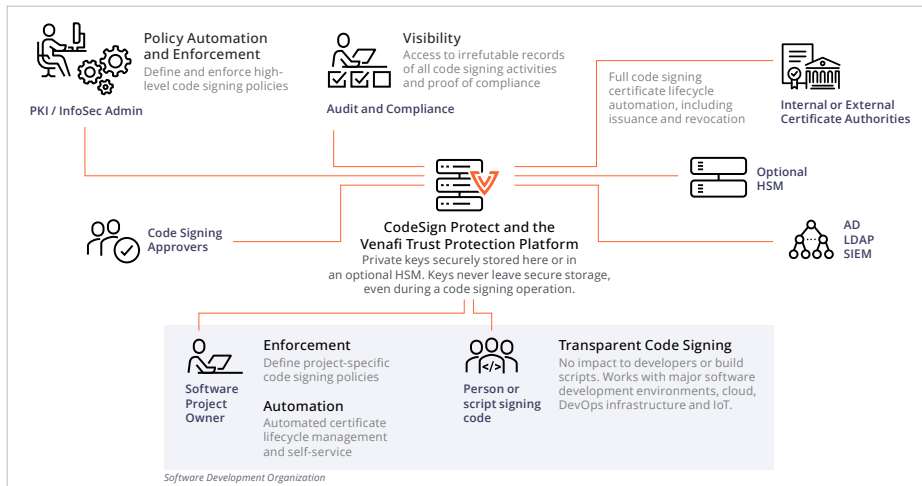 Policy Automation
and Enforcement
Define and enforce high-
level code signing policies
PKI / InfoSec Admin
Visibility
Access to irrefutable records
of all code signing activities
and proof of compliance
Audit and Compliance
Full code signing
certificate lifecycle
automation, including
issuance and revocation
Internal or External
Certificate Authorities
Optional
HSM
Code Signing
Approvers
CodeSign Protect and the
Venafi Trust Protection Platform
Private keys securely stored here or in
an optional HSM. Keys never leave secure storage,
even during a code signing operation.
AD
LDAP
SIEM
Software
Project
Owner
Enforcement
Define project-specific
code signing policies
Automation
Automated certificate
lifecycle management
and self-service
</>
Person or
script signing
code
Transparent Code Signing
No impact to developers or build
scripts. Works with major software
development environments, cloud,
DevOps infrastructure and IoT.
Software Development Organization